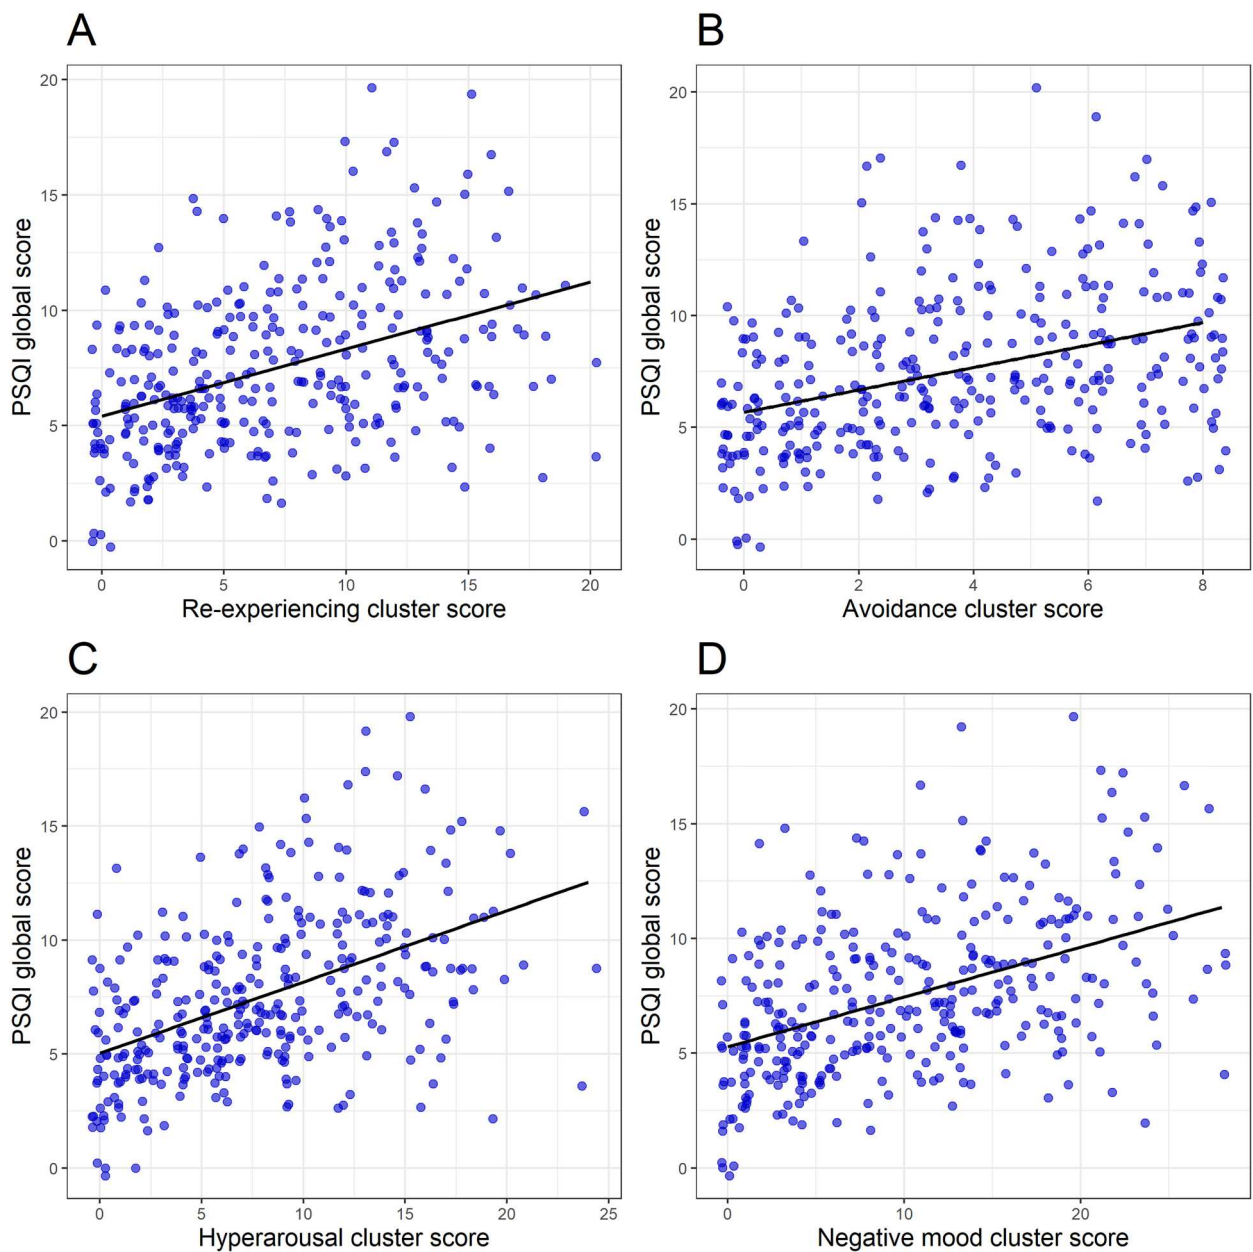 A
PSQI global score
20
15
10
5
0
0 5 10 15 20
Re-experiencing cluster score
B
PSQI global score
20
15
10
5
0
0 2 4 6 8
Avoidance cluster score
C
PSQI global score
20
15
10
5
0
0 5 10 15 20 25
Hyperarousal cluster score
D
PSQI global score
20
15
10
5
0
0 10 20
Negative mood cluster score